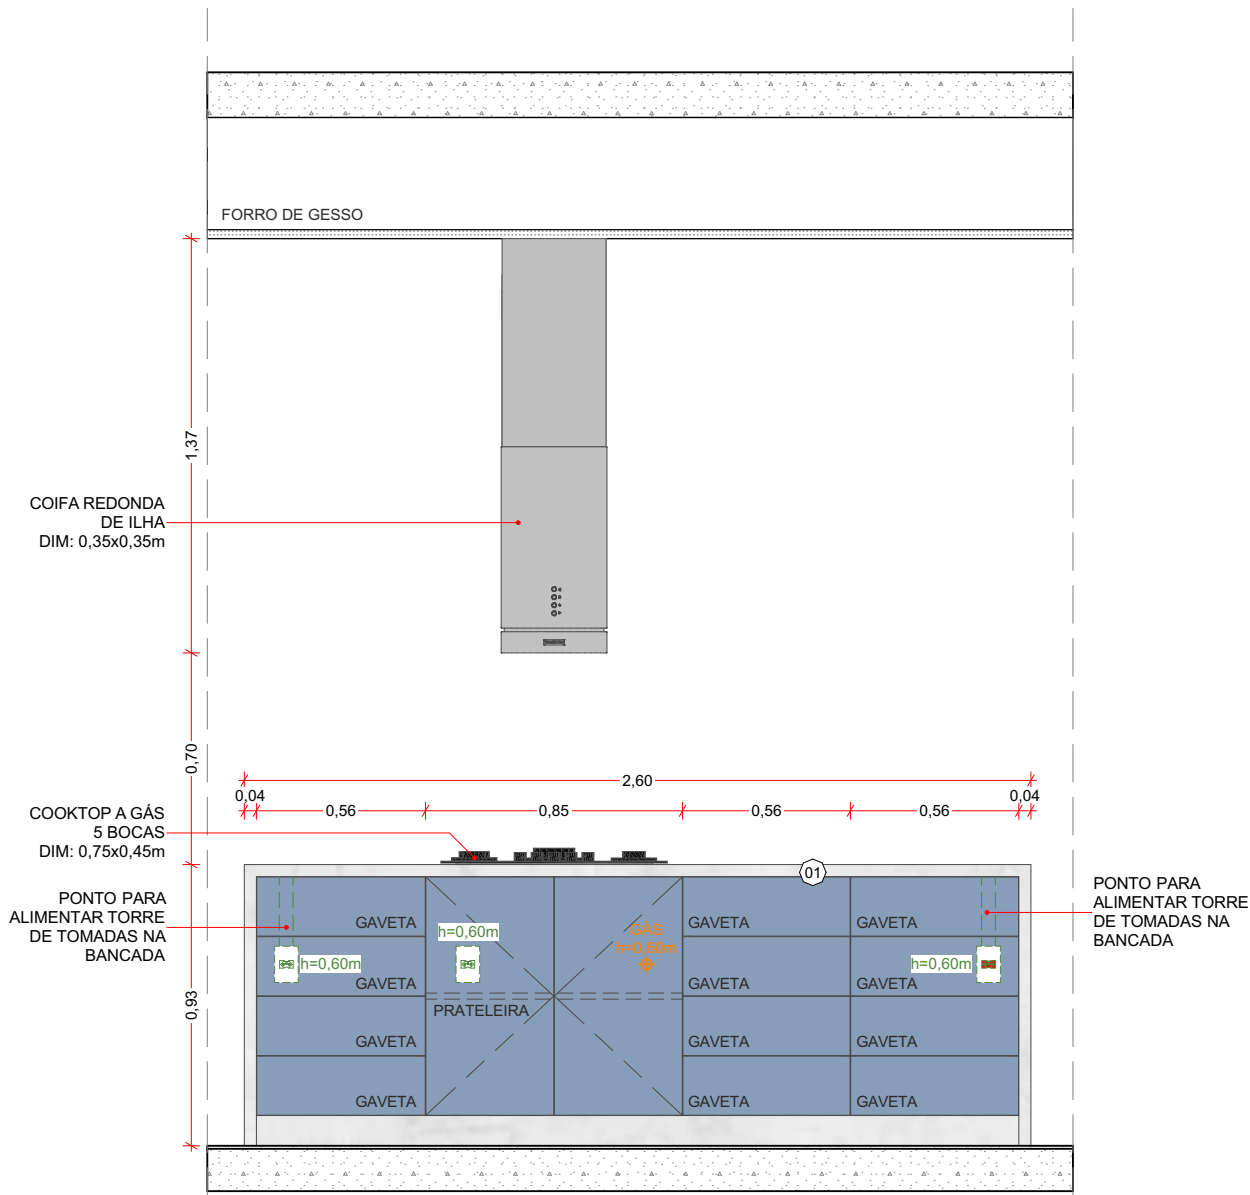 FORRO DE GESSO
1,37
COIFA REDONDA
DE ILHA
DIM: 0,35x0,35m
0,70
2,60
0,04
0,56
0,85
0,56
0,56
0,04
COOKTOP A GÁS
5 BOCAS
DIM: 0,75x0,45m
01
PONTO PARA
ALIMENTAR TORRE
DE TOMADAS NA
BANCADA
PONTO PARA
ALIMENTAR TORRE
DE TOMADAS NA
BANCADA
GAVETA
h=0,60m
GÁS
h=0,60m
GAVETA
GAVETA
h=0,60m
h=0,60m
GAVETA
GAVETA
GAVETA
0,93
PRATELEIRA
GAVETA
GAVETA
GAVETA
GAVETA
GAVETA
GAVETA